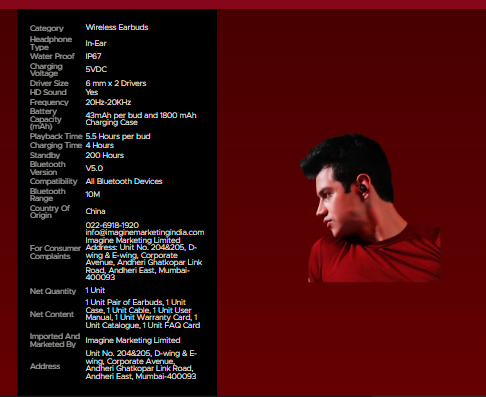 Category Wireless Earbuds
Headphone Type In-Ear
Water Proof IP67
Charging Voltage 5VDC
Driver Size 6 mm x 2 Drivers
HD Sound Yes
Frequency 20Hz-20KHz
Battery Capacity (mAh) 43mAh per bud and 1800 mAh Charging Case
Playback Time 5.5 Hours per bud
Charging Time 4 Hours
Standby 200 Hours
Bluetooth Version V5.0
Compatibility All Bluetooth Devices
Bluetooth Range 10M
Country Of Origin China
For Consumer Complaints
022-6918-1920
info@imaginemarketingindia.com
Imagine Marketing Limited
Address: Unit No. 204&205, D-
wing & E-wing, Corporate
Avenue, Andheri Ghatkopar Link
Road, Andheri East, Mumbai-
400093
Net Quantity 1 Unit
Net Content
1 Unit Pair of Earbuds, 1 Unit
Case, 1 Unit Cable, 1 Unit User
Manual, 1 Unit Warranty Card, 1
Unit Catalogue, 1 Unit FAQ Card
Imported And Marketed By Imagine Marketing Limited
Address
Unit No. 204&205, D-wing & E-
wing, Corporate Avenue,
Andheri Ghatkopar Link Road,
Andheri East, Mumbai-400093